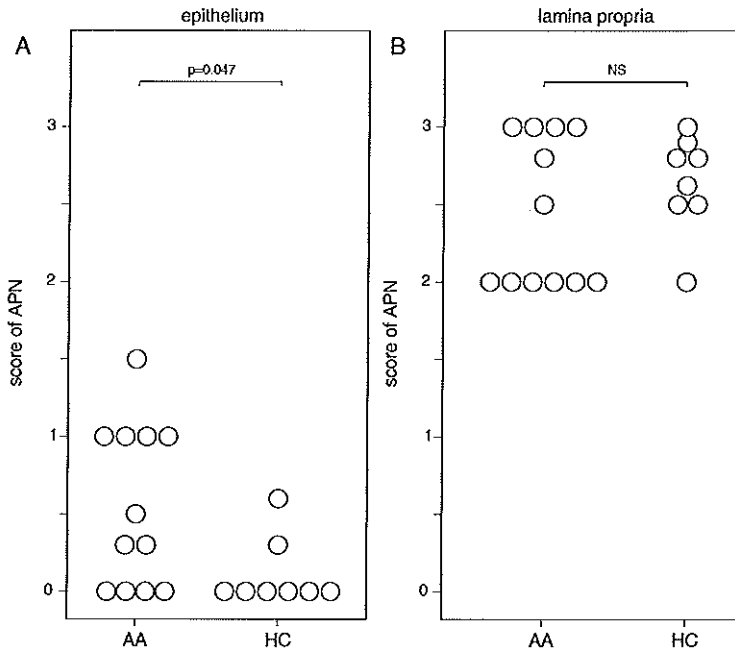 epithelium
A
p=0.047
3
2
1
0
score of APN
AA
HC
lamina propria
B
NS
3
2
1
0
score of APN
AA
HC